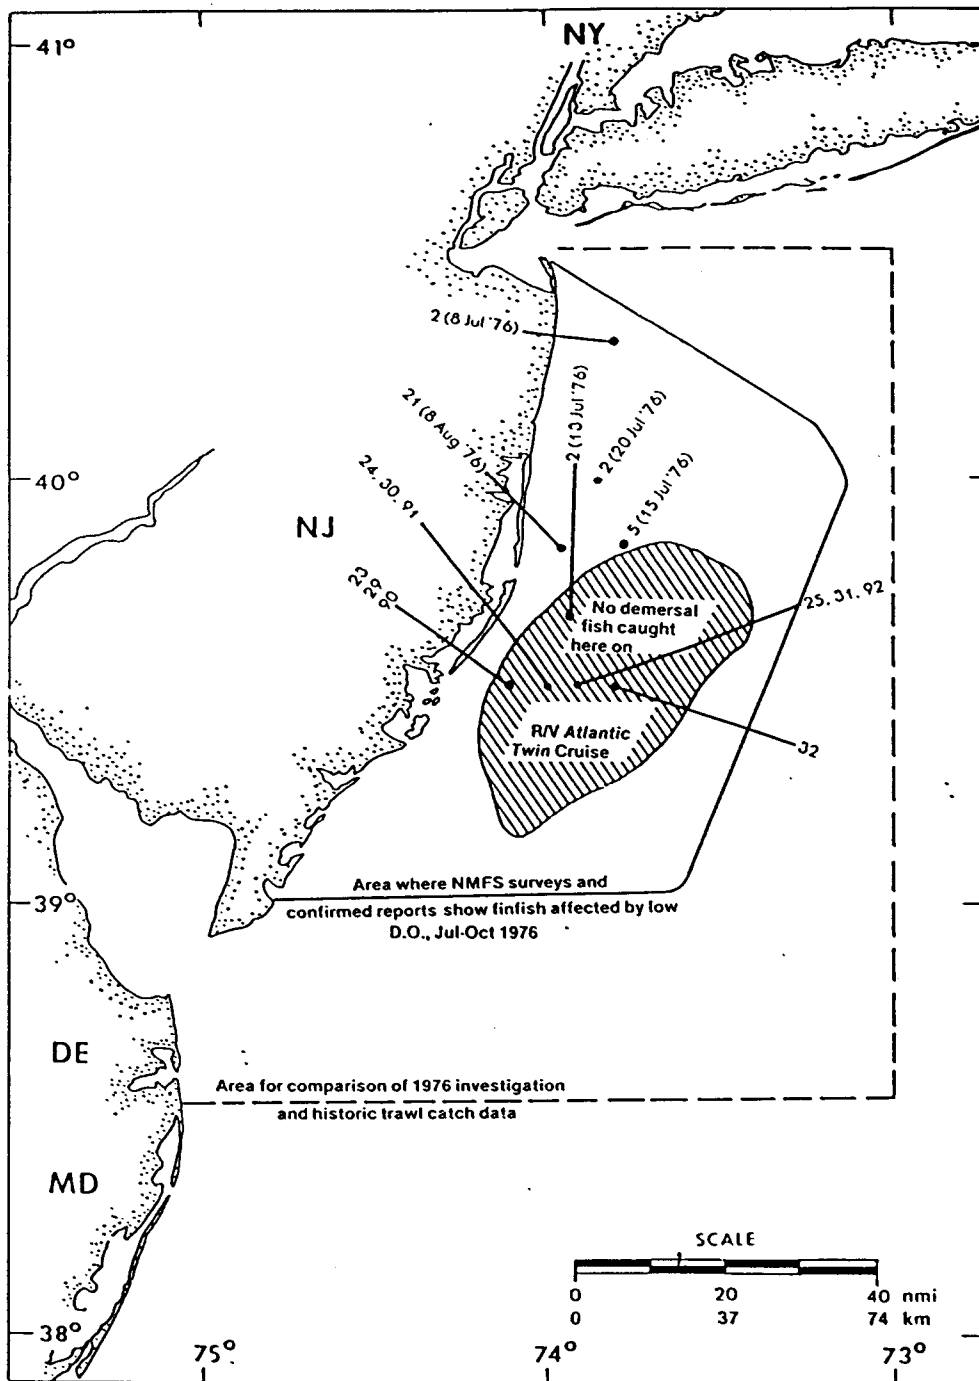 41°
NY
2 (8 Jul '76)
21 (8 Aug '76)
2 (13 Jul '76)
2 (20 Jul '76)
5 (15 Jul '76)
40°
24, 30, 91
NJ
23
29
90
25, 31, 92
No demersal
fish caught
here on
R/V Atlantic
Twin Cruise
32
39°
Area where NMFS surveys and
confirmed reports show finfish affected by low
D.O., Jul-Oct 1976
DE
Area for comparison of 1976 investigation
and historic trawl catch data
MD
SCALE
0 20 40 nmi
0 37 74 km
38°
75° 74° 73°